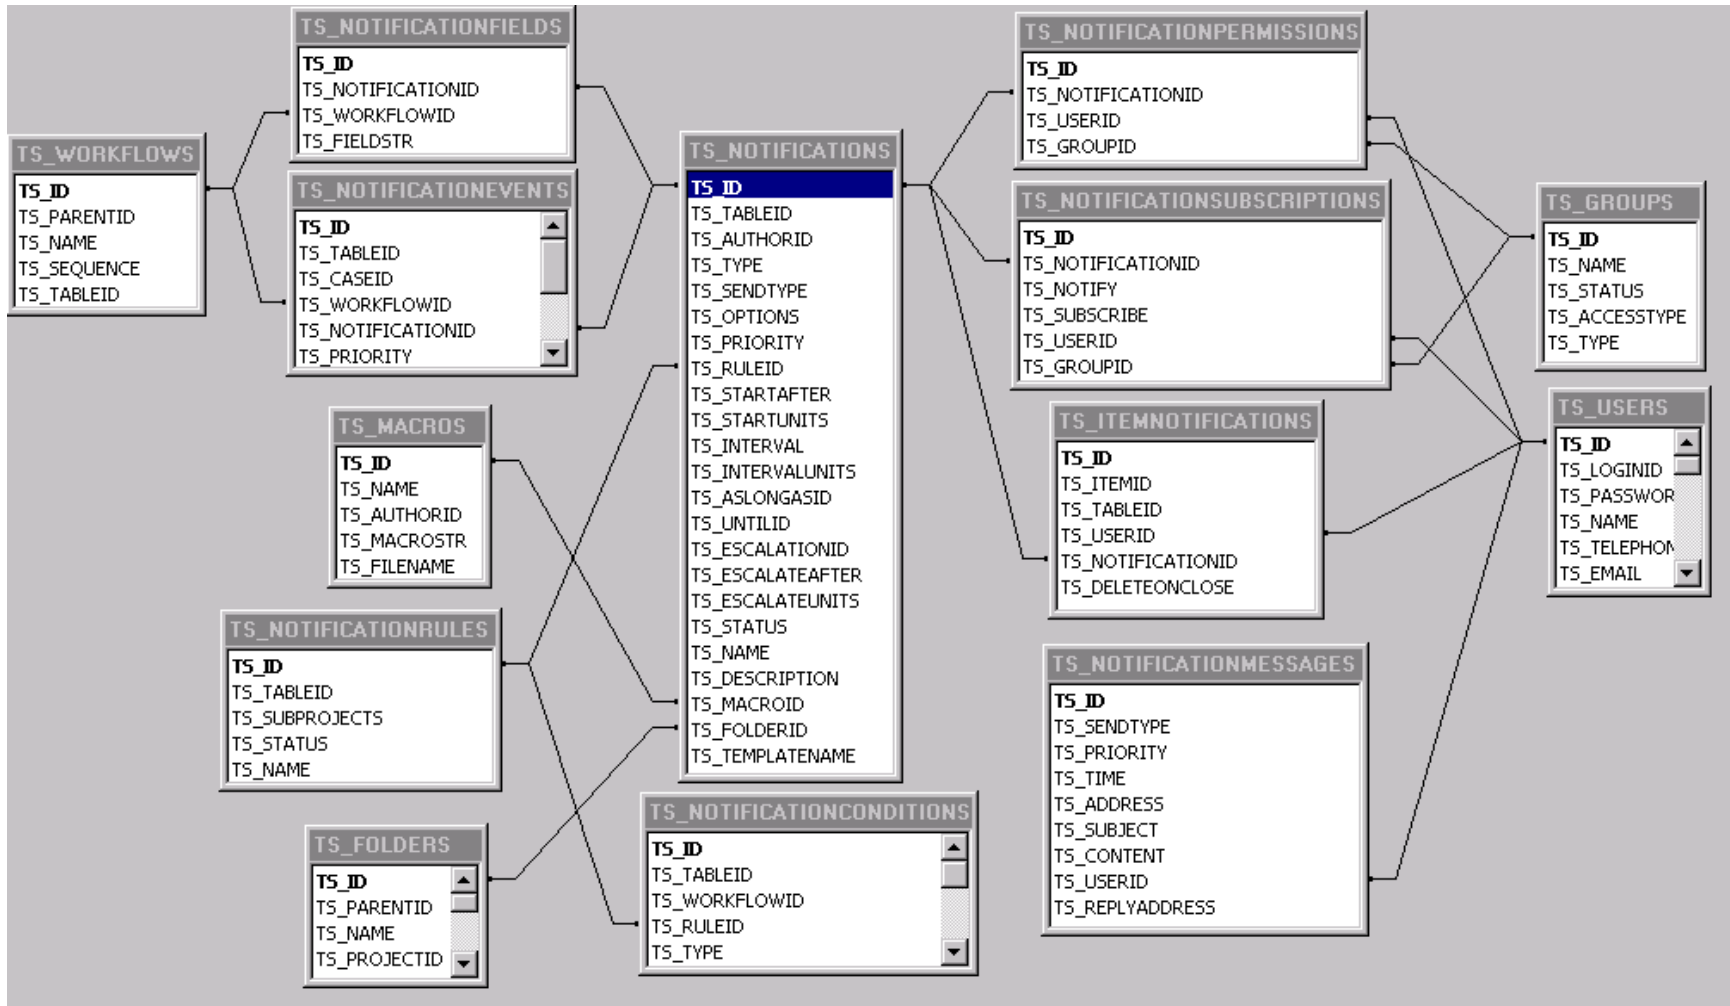 TS_NOTIFICATIONFIELDS
TS_ID
TS_NOTIFICATIONID
TS_WORKFLOWID
TS_FIELDSTR
TS_WORKFLOWS
TS_ID
TS_PARENTID
TS_NAME
TS_SEQUENCE
TS_TABLEID
TS_NOTIFICATIONEVENTS
TS_ID
TS_TABLEID
TS_CASEID
TS_WORKFLOWID
TS_NOTIFICATIONID
TS_PRIORITY
TS_MACROS
TS_ID
TS_NAME
TS_AUTHORID
TS_MACROSTR
TS_FILENAME
TS_NOTIFICATIONRULES
TS_ID
TS_TABLEID
TS_SUBPROJECTS
TS_STATUS
TS_NAME
TS_FOLDERS
TS_ID
TS_PARENTID
TS_NAME
TS_PROJECTID
TS_NOTIFICATIONS
TS_ID
TS_TABLEID
TS_AUTHORID
TS_TYPE
TS_SENDTYPE
TS_OPTIONS
TS_PRIORITY
TS_RULEID
TS_STARTAFTER
TS_STARTUNITS
TS_INTERVAL
TS_INTERVALUNITS
TS_ASLONGASID
TS_UNTILID
TS_ESCALATIONID
TS_ESCALATEAFTER
TS_ESCALATEUNITS
TS_STATUS
TS_NAME
TS_DESCRIPTION
TS_MACROID
TS_FOLDERID
TS_TEMPLATENAME
TS_NOTIFICATIONCONDITIONS
TS_ID
TS_TABLEID
TS_WORKFLOWID
TS_RULEID
TS_TYPE
TS_NOTIFICATIONPERMISSIONS
TS_ID
TS_NOTIFICATIONID
TS_USERID
TS_GROUPID
TS_NOTIFICATIONSUBSCRIPTIONS
TS_ID
TS_NOTIFICATIONID
TS_NOTIFY
TS_SUBSCRIBE
TS_USERID
TS_GROUPID
TS_ITEMNOTIFICATIONS
TS_ID
TS_ITEMID
TS_TABLEID
TS_USERID
TS_NOTIFICATIONID
TS_DELETEONCLOSE
TS_NOTIFICATIONMESSAGES
TS_ID
TS_SENDTYPE
TS_PRIORITY
TS_TIME
TS_ADDRESS
TS_SUBJECT
TS_CONTENT
TS_USERID
TS_REPLYADDRESS
TS_GROUPS
TS_ID
TS_NAME
TS_STATUS
TS_ACCESSTYPE
TS_TYPE
TS_USERS
TS_ID
TS_LOGINID
TS_PASSWOR
TS_NAME
TS_TELEPHON
TS_EMAIL